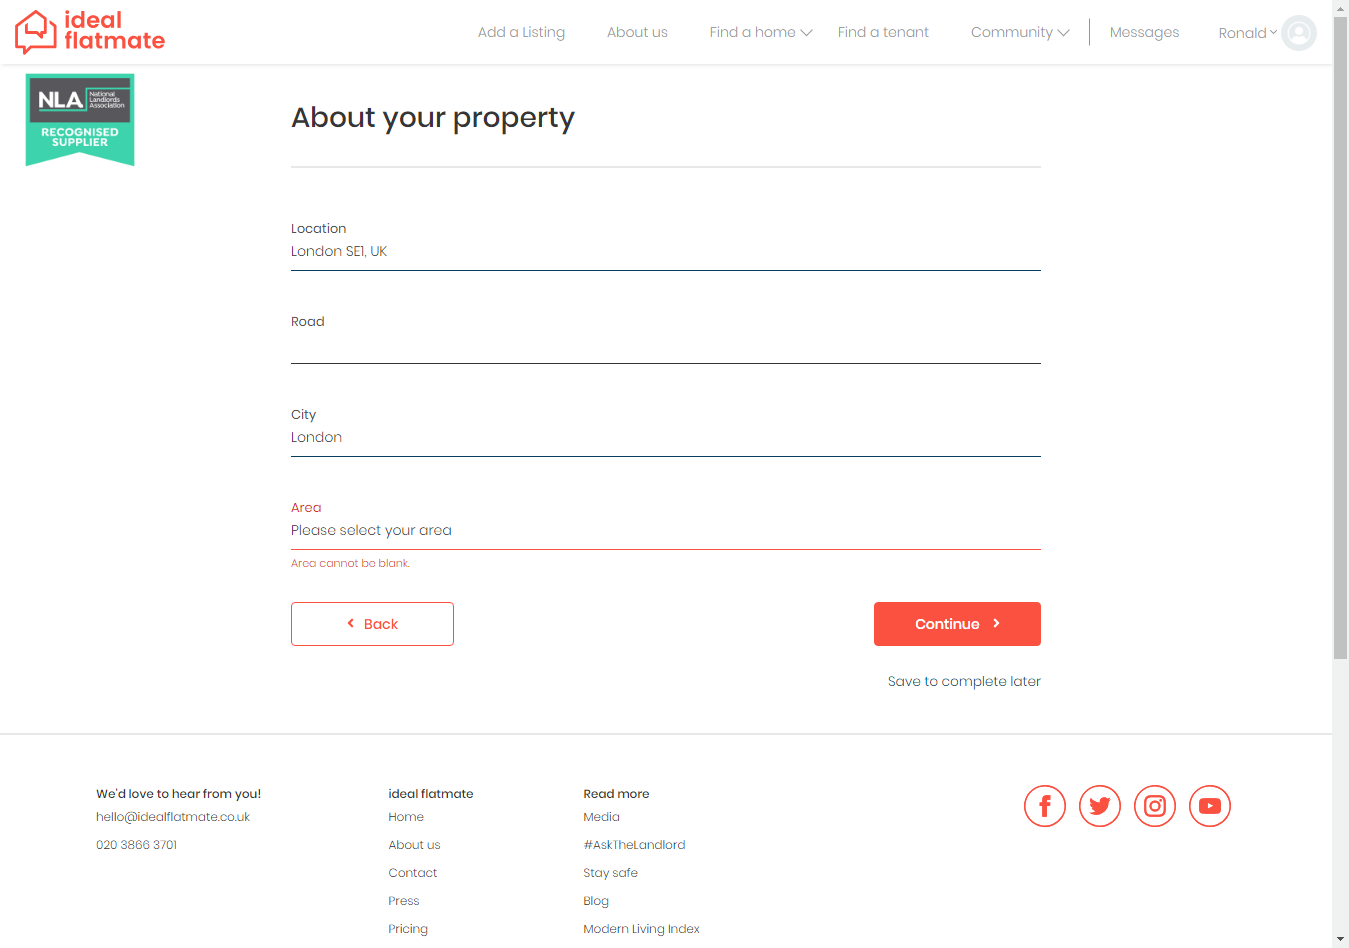 ideal
flatmate
Add a Listing
About us
Find a home
Find a tenant
Community
Messages
Ronald
NLA National
Landlords
Association
RECOGNISED
SUPPLIER
About your property
Location
London SE1, UK
Road
City
London
Area
Please select your area
Area cannot be blank.
Back
Continue
Save to complete later
We'd love to hear from you!
hello@idealflatmate.co.uk
020 3866 3701
ideal flatmate
Home
About us
Contact
Press
Pricing
Read more
Media
#AskTheLandlord
Stay safe
Blog
Modern Living Index